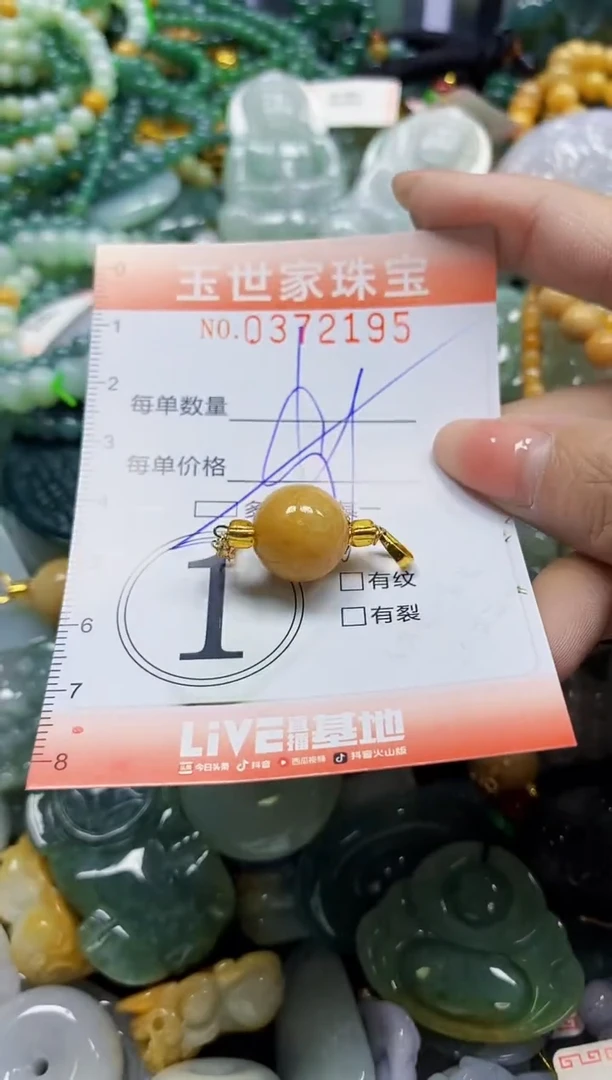 玉世家珠宝
NO.0372195
1
2
每单数量
3
每单价格
4
□有纹
1
□有裂
6
7
LiVE直播基地
8
今日头条 抖音 西瓜视频 抖音火山版